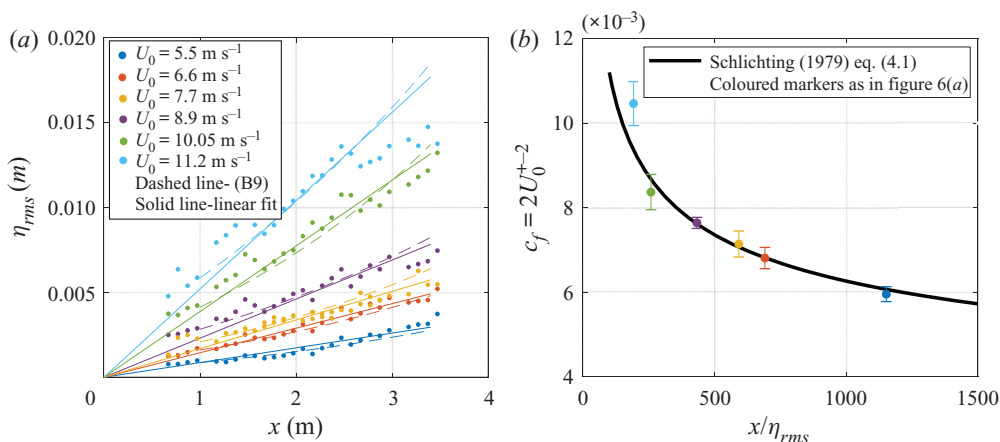 (a)
0.020
0.015
0.010
0.005
0
1
2
3
4
η_rms (m)
x (m)
U_0 = 5.5 m s^−1
U_0 = 6.6 m s^−1
U_0 = 7.7 m s^−1
U_0 = 8.9 m s^−1
U_0 = 10.05 m s^−1
U_0 = 11.2 m s^−1
Dashed line- (B9)
Solid line-linear fit
(×10^−3)
(b)
12
10
8
6
4
0
500
1000
1500
c_f = 2U_0^+−2
x/η_rms
Schlichting (1979) eq. (4.1)
Coloured markers as in figure 6(a)